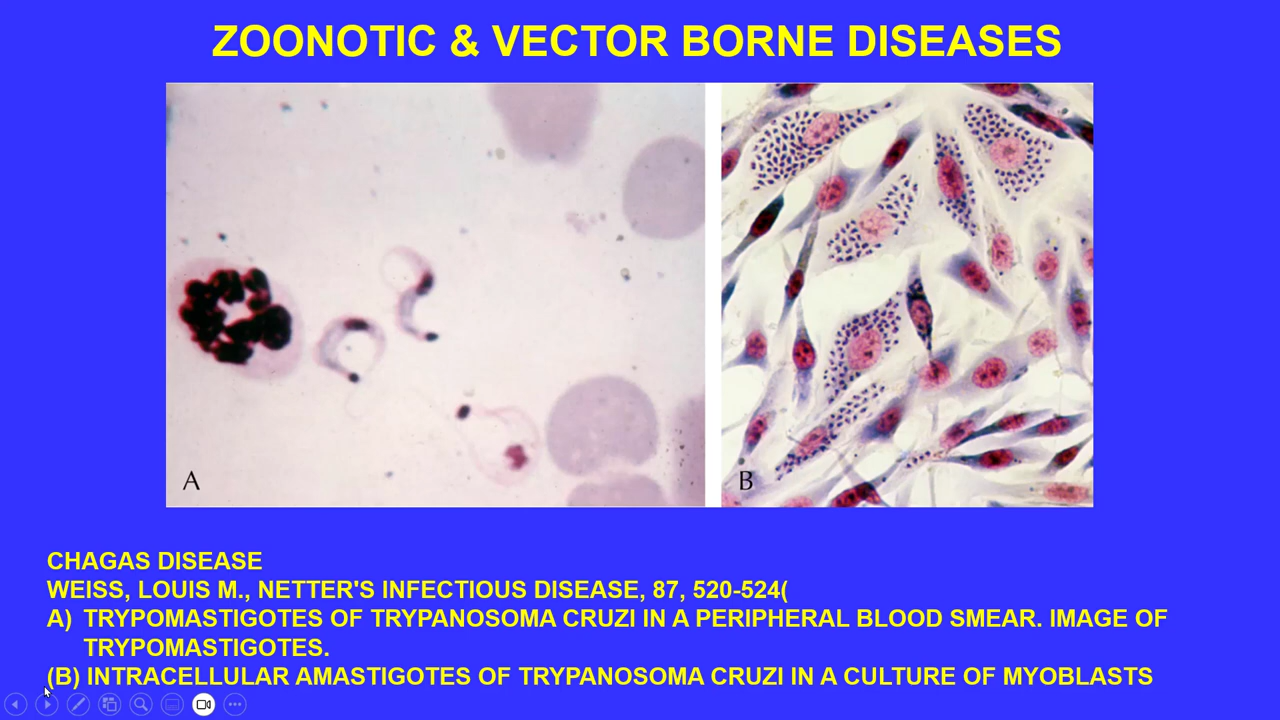 ZOONOTIC & VECTOR BORNE DISEASES
A
B
CHAGAS DISEASE
WEISS, LOUIS M., NETTER'S INFECTIOUS DISEASE, 87, 520-524(
A) TRYPOMASTIGOTES OF TRYPANOSOMA CRUZI IN A PERIPHERAL BLOOD SMEAR. IMAGE OF
TRYPOMASTIGOTES.
(B) INTRACELLULAR AMASTIGOTES OF TRYPANOSOMA CRUZI IN A CULTURE OF MYOBLASTS